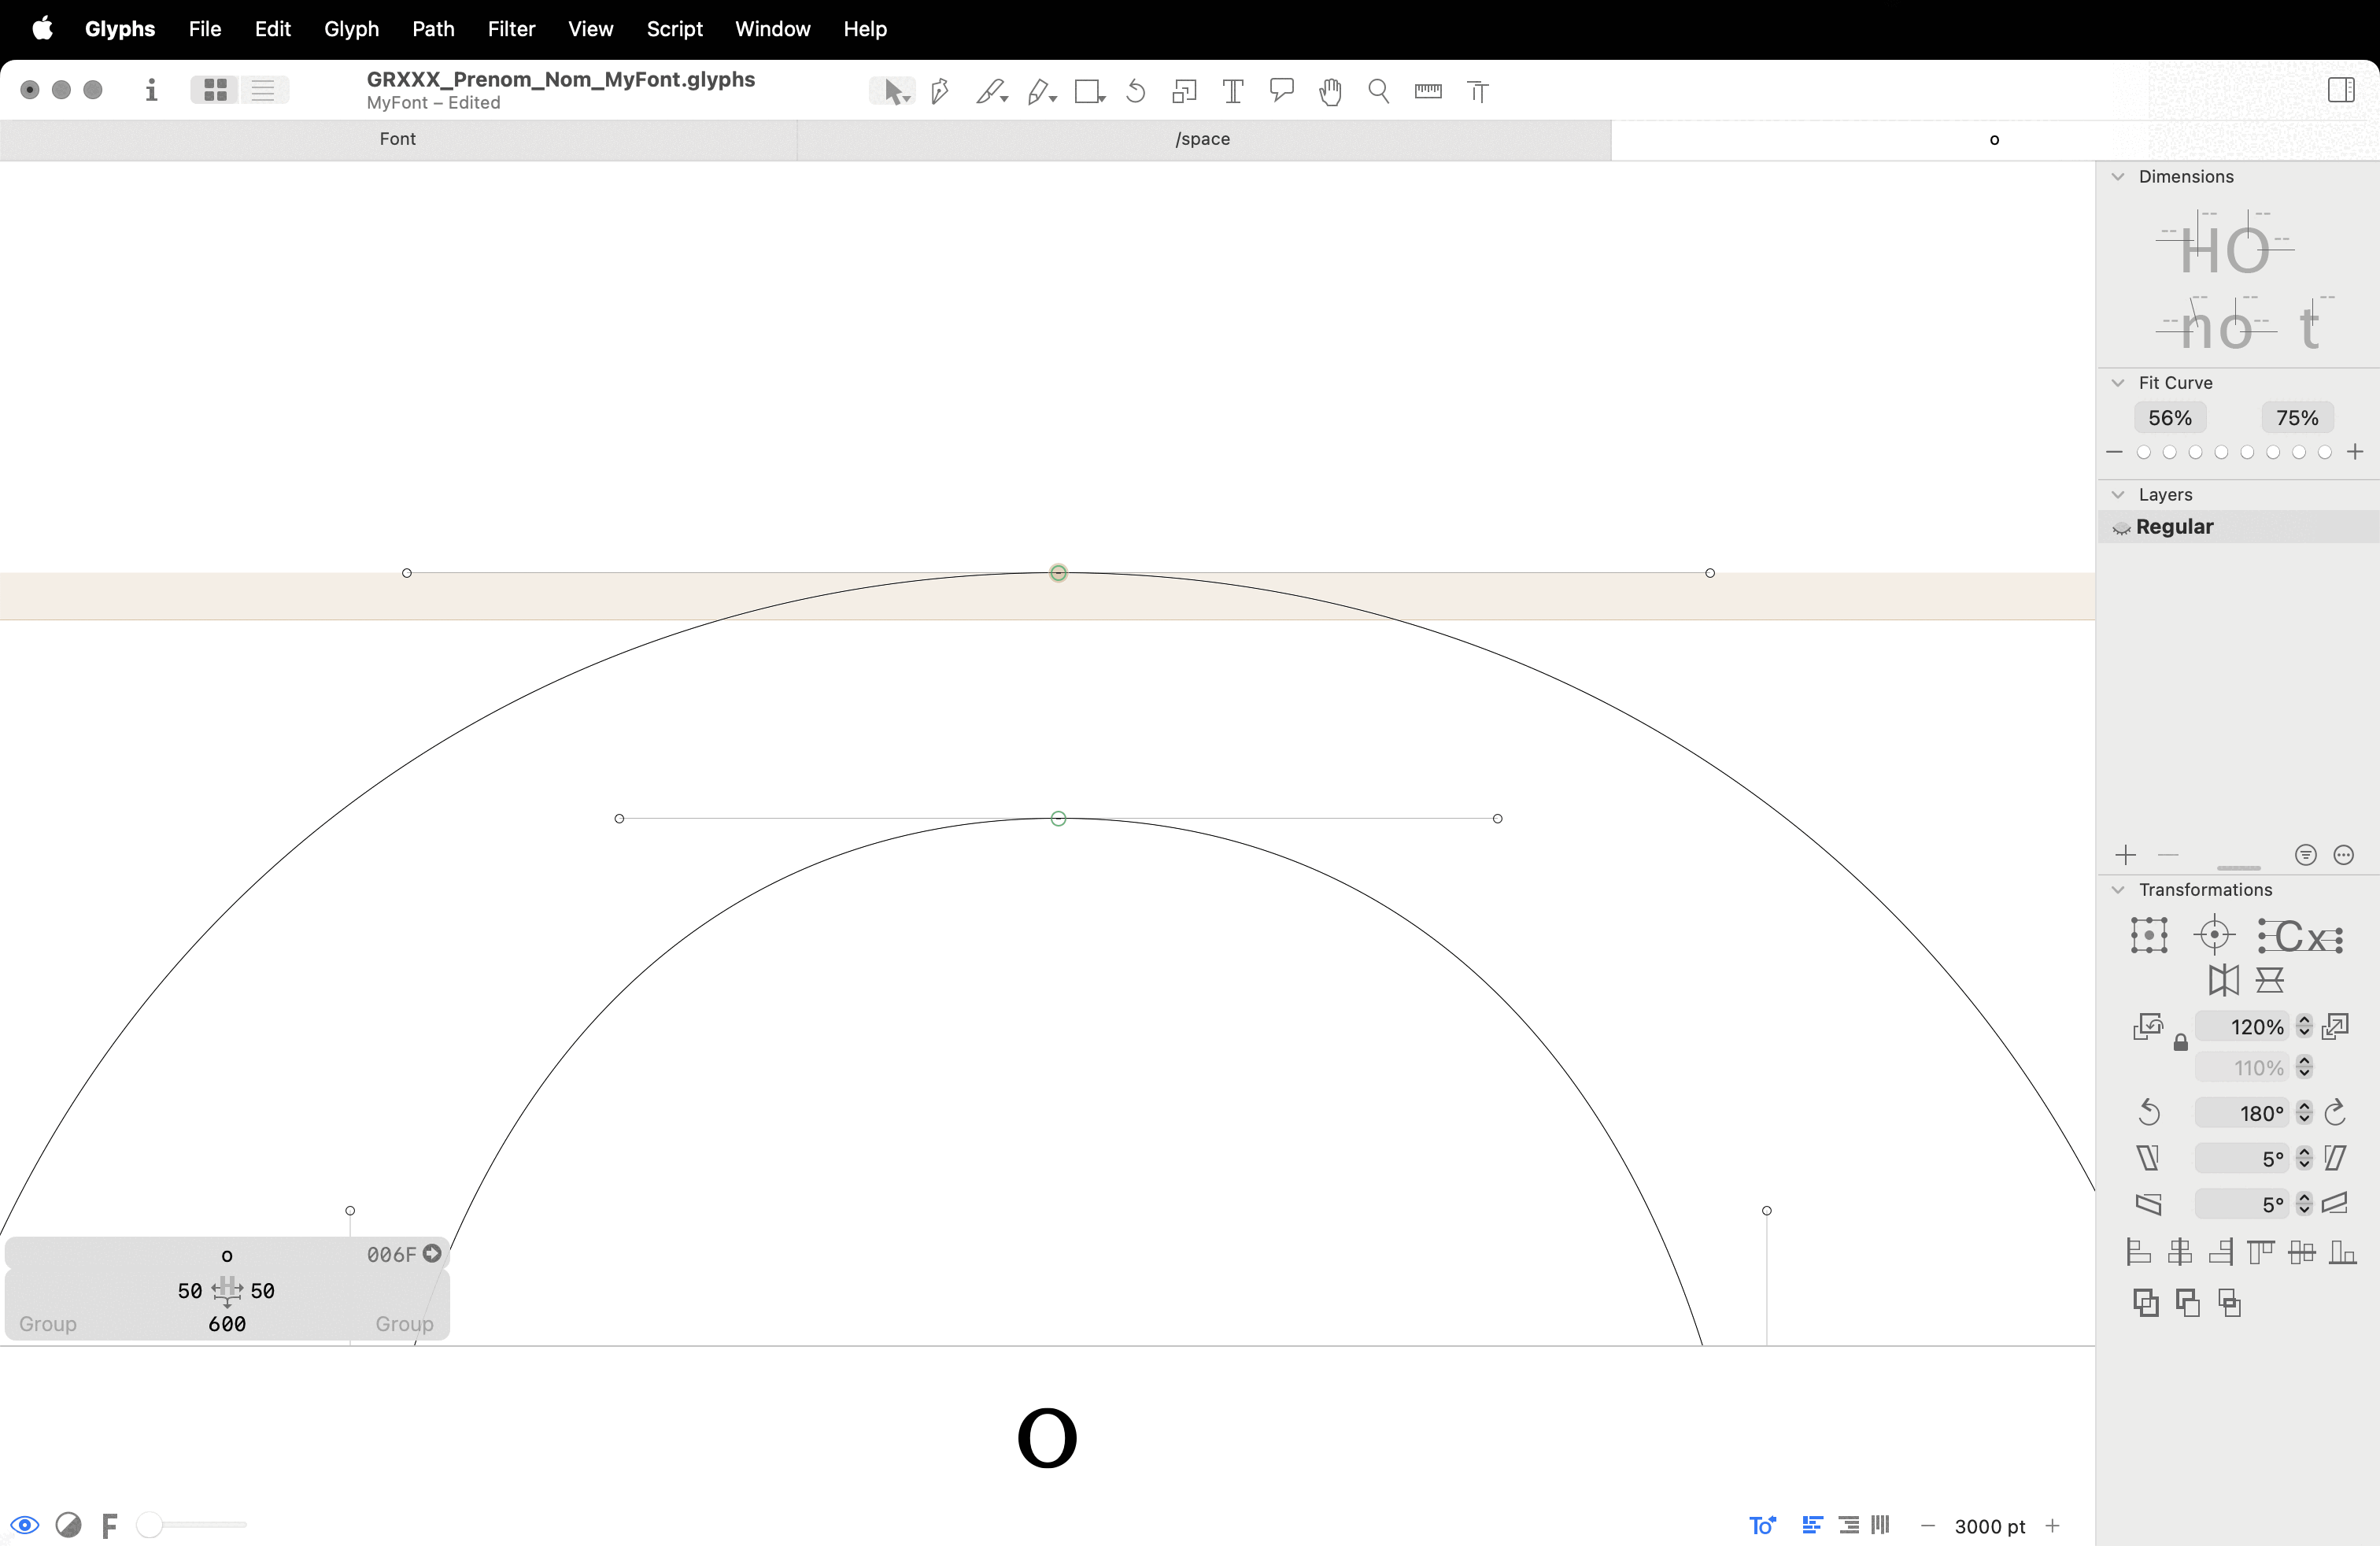 Glyphs File Edit Glyph Path Filter View Script Window Help
GRXXX_Prenom_Nom_MyFont.glyphs
MyFont – Edited
Font /space o
Dimensions
HO
no t
Fit Curve
56% 75%
Layers
Regular
Transformations
Cx
120%
110%
180°
5°
5°
o 006F
50 H 50
Group 600 Group
o
F
To
3000 pt